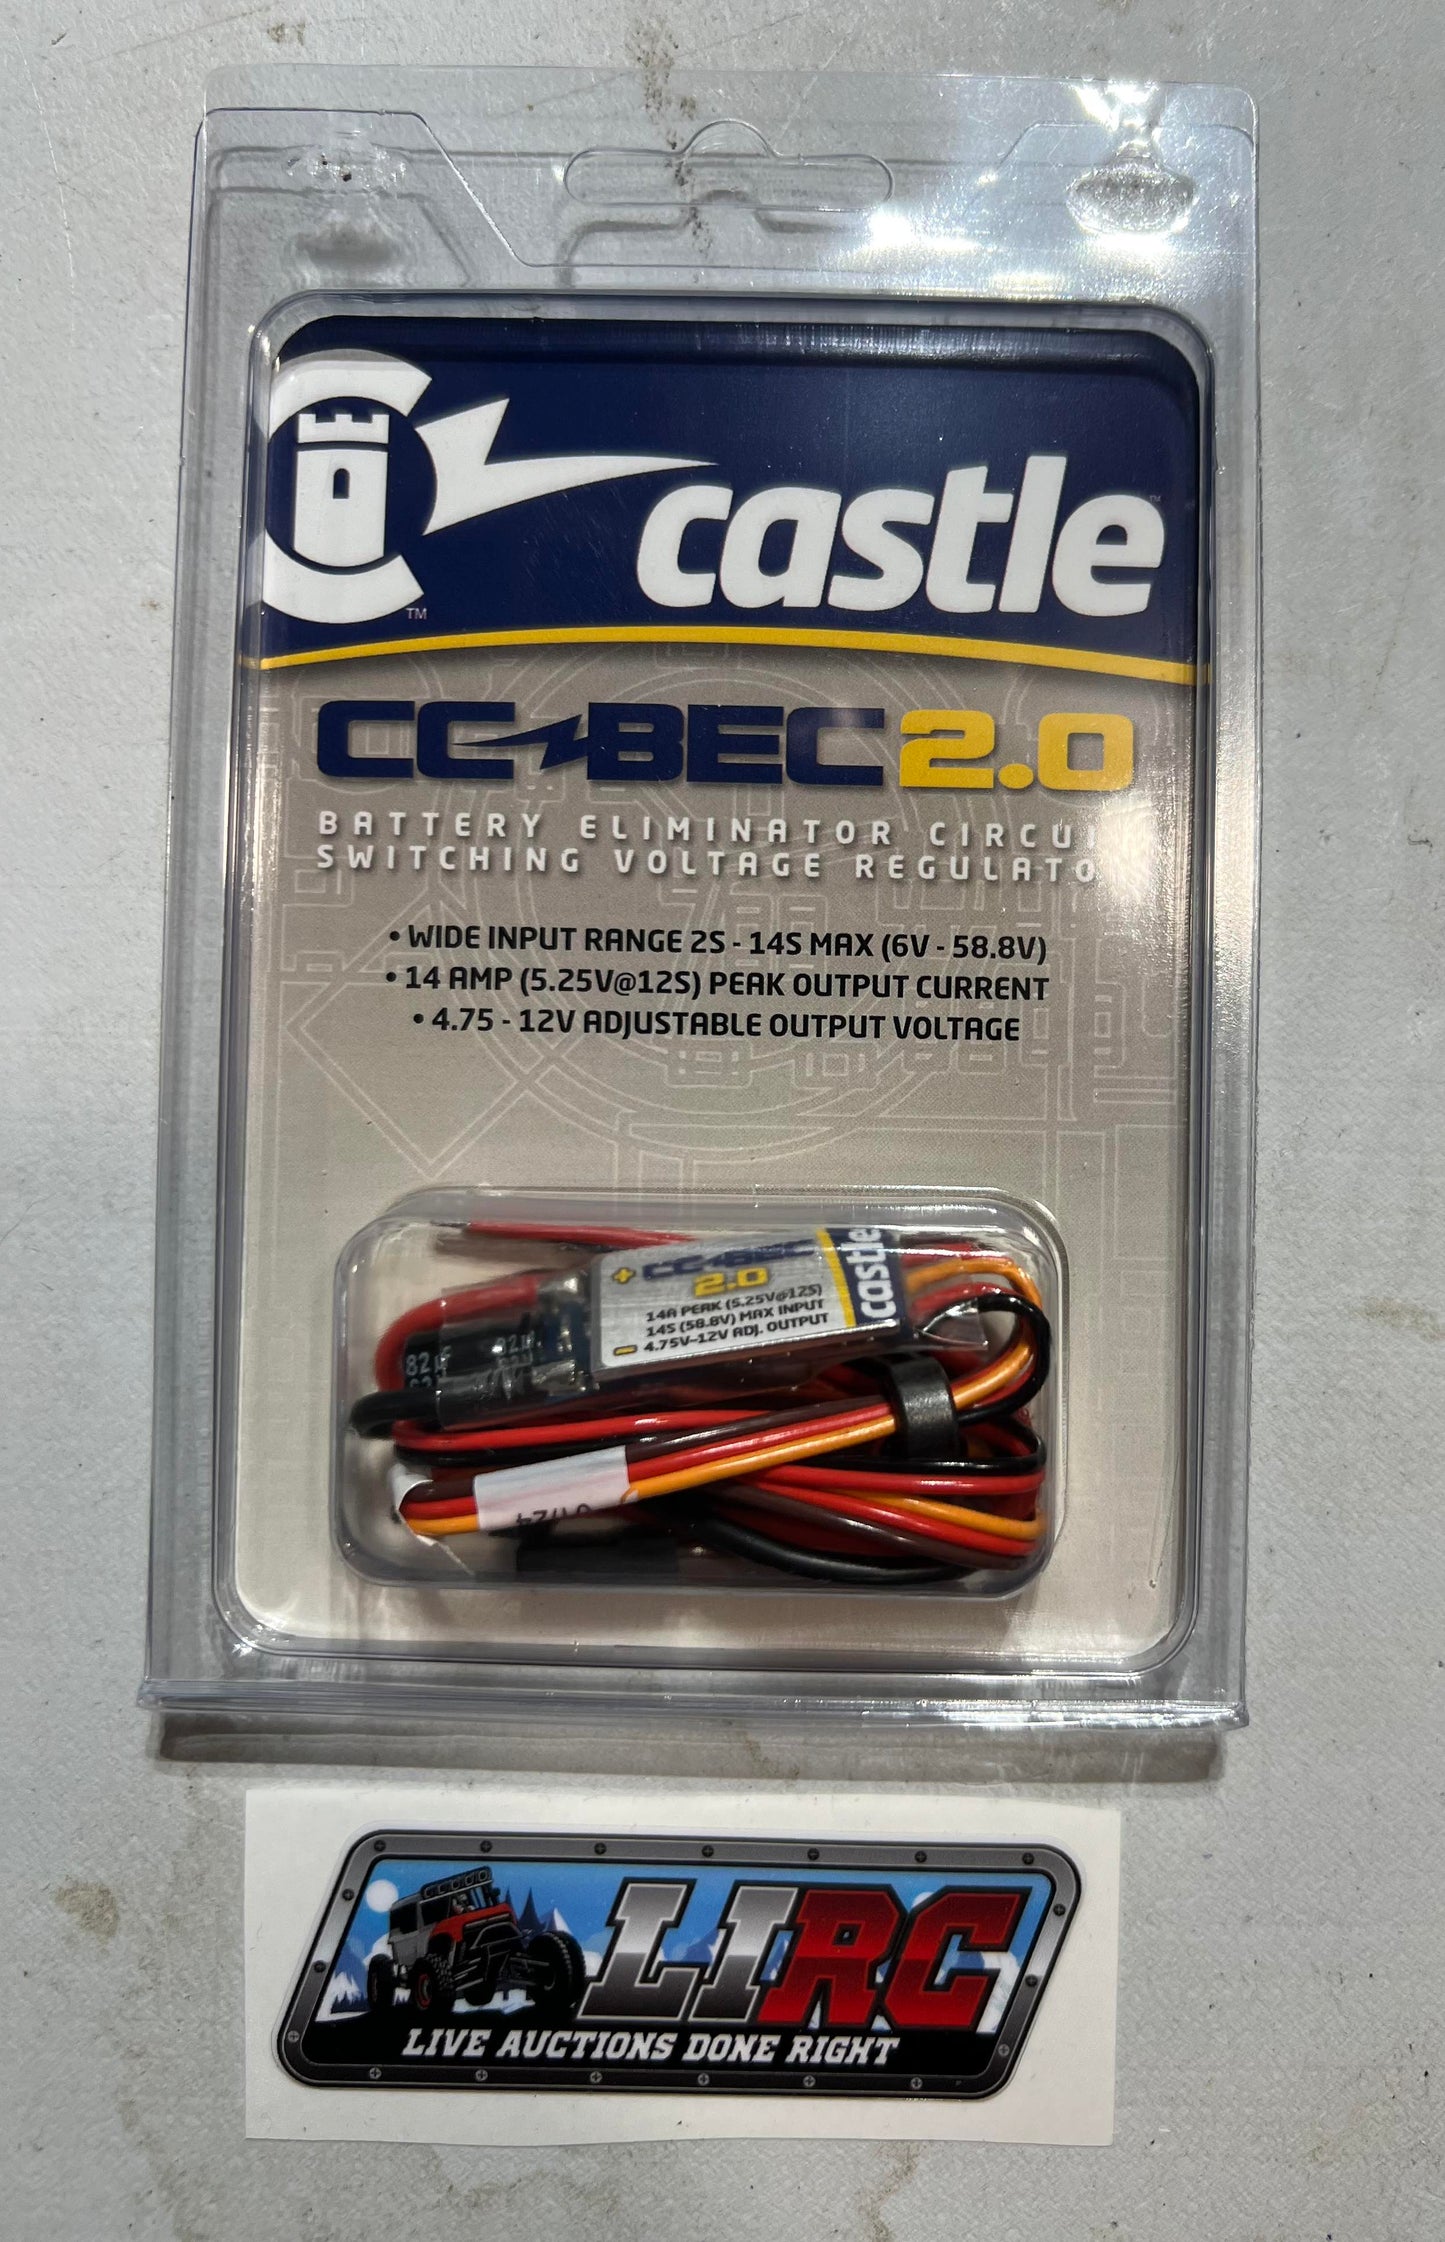 castle
™
™
CC BEC 2.0
BATTERY ELIMINATOR CIRCUI
SWITCHING VOLTAGE REGULATO
• WIDE INPUT RANGE 2S - 14S MAX (6V - 58.8V)
• 14 AMP (5.25V@12S) PEAK OUTPUT CURRENT
• 4.75 - 12V ADJUSTABLE OUTPUT VOLTAGE
+ CC BEC
2.0
castle
14A PEAK (5.25V@12S)
14S (58.8V) MAX INPUT
− 4.75V–12V ADJ. OUTPUT
LIRC
LIVE AUCTIONS DONE RIGHT